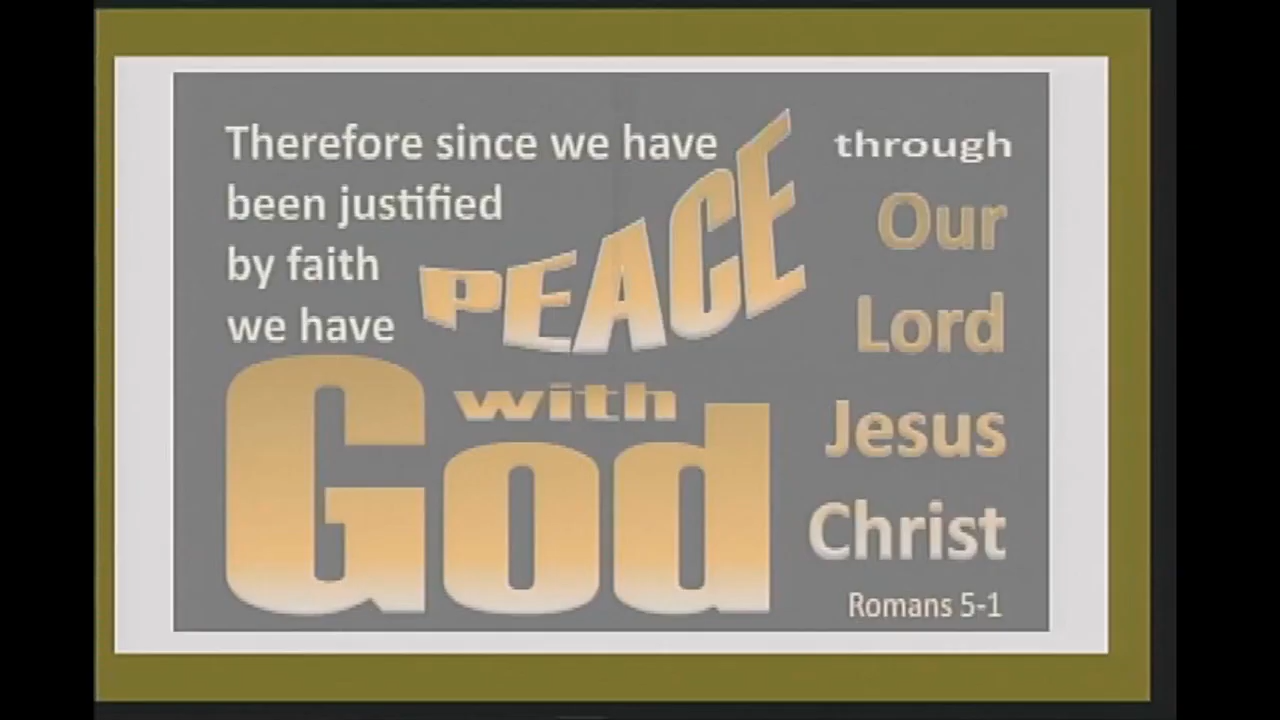 Therefore since we have
been justified
by faith
we have
PEACE
with
God
through
Our
Lord
Jesus
Christ
Romans 5-1